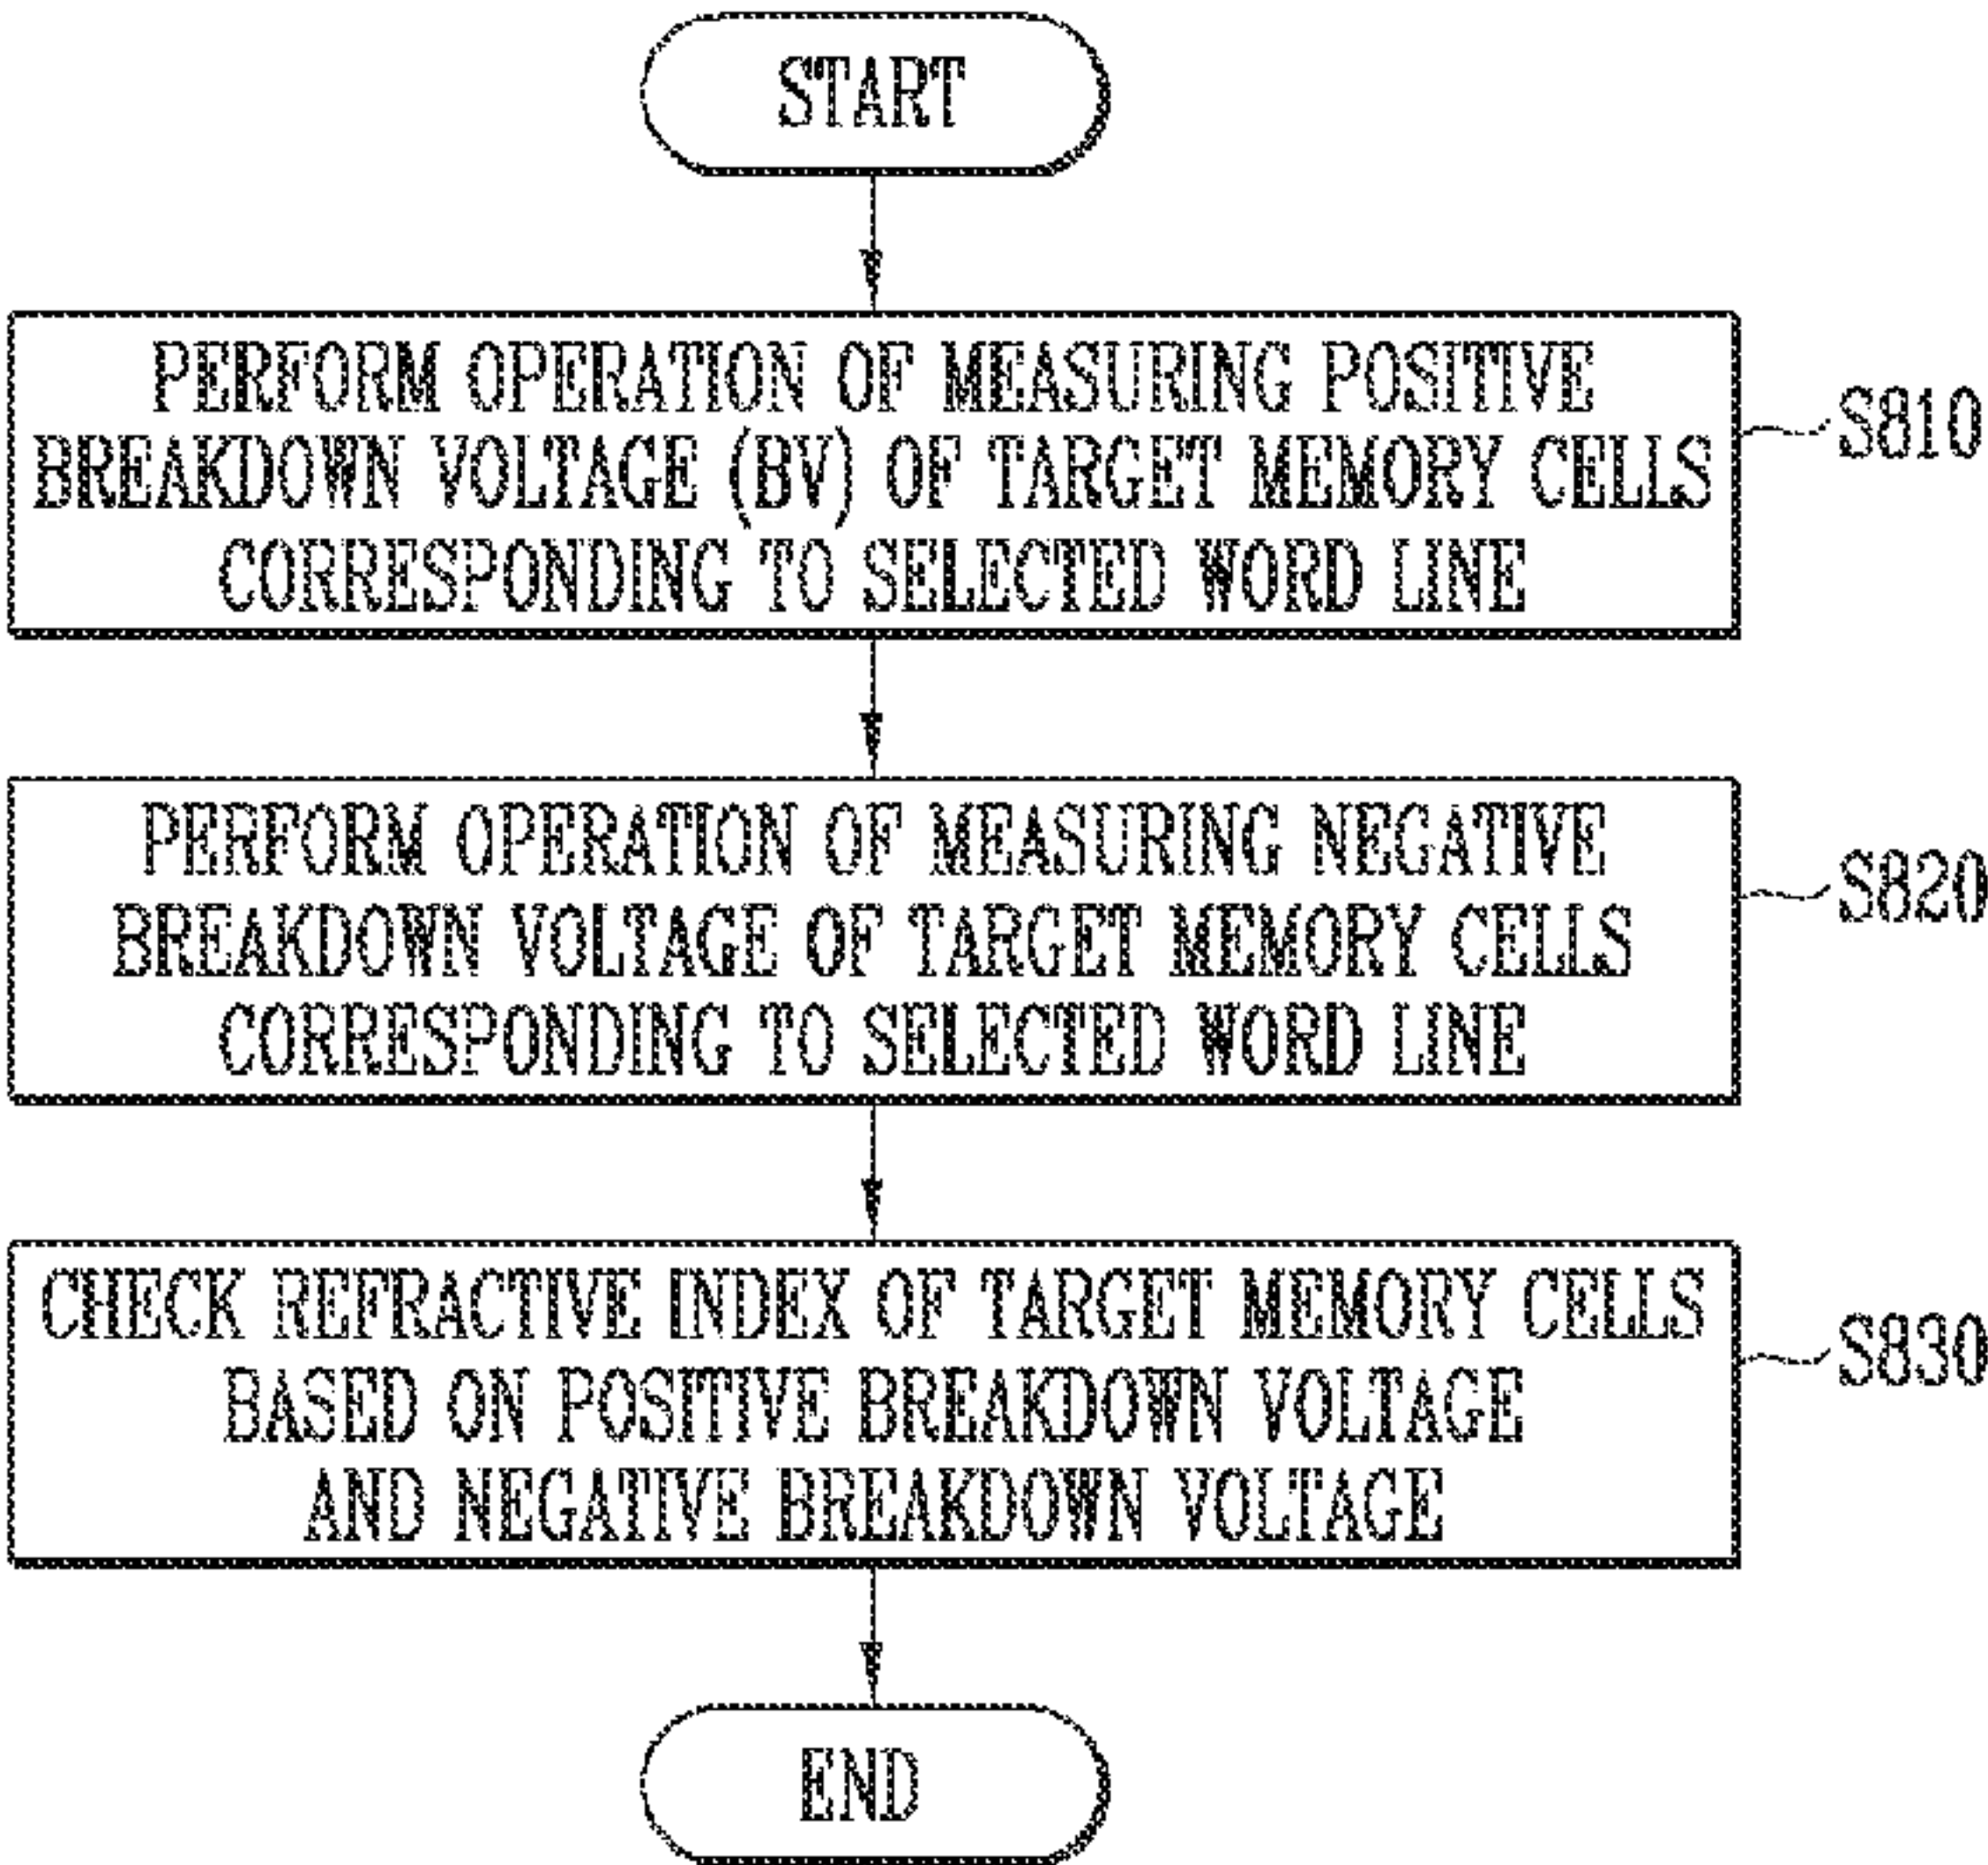 START
PERFORM OPERATION OF MEASURING POSITIVE
BREAKDOWN VOLTAGE (BV) OF TARGET MEMORY CELLS
CORRESPONDING TO SELECTED WORD LINE
S810
PERFORM OPERATION OF MEASURING NEGATIVE
BREAKDOWN VOLTAGE OF TARGET MEMORY CELLS
CORRESPONDING TO SELECTED WORD LINE
S820
CHECK REFRACTIVE INDEX OF TARGET MEMORY CELLS
BASED ON POSITIVE BREAKDOWN VOLTAGE
AND NEGATIVE BREAKDOWN VOLTAGE
S830
END